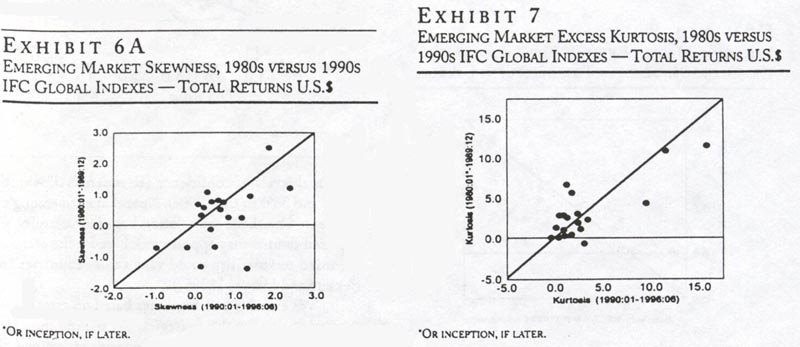 EXHIBIT 6A
EMERGING MARKET SKEWNESS, 1980s VERSUS 1990s
IFC GLOBAL INDEXES — TOTAL RETURNS U.S.$
3.0
2.0
1.0
0.0
-1.0
-2.0
Skewness (1980:01*-1989:12)
-2.0 -1.0 0.0 1.0 2.0 3.0
Skewness (1990:01-1996:06)
*OR INCEPTION, IF LATER.
EXHIBIT 7
EMERGING MARKET EXCESS KURTOSIS, 1980s VERSUS
1990s IFC GLOBAL INDEXES — TOTAL RETURNS U.S.$
15.0
10.0
5.0
0.0
-5.0
Kurtosis (1980:01*-1989:12)
-5.0 0.0 5.0 10.0 15.0
Kurtosis (1990:01-1996:06)
*OR INCEPTION, IF LATER.